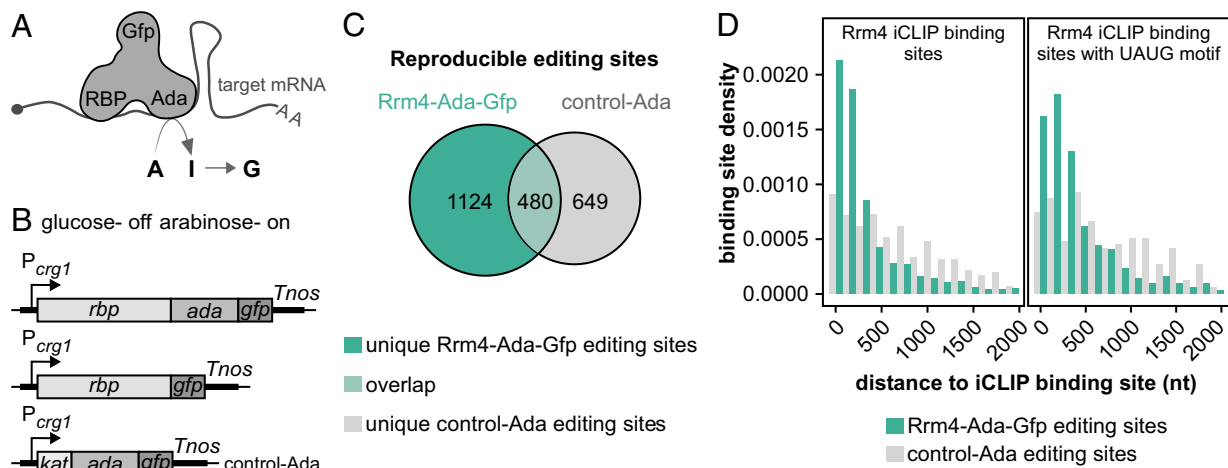 A
Gfp
RBP
Ada
target mRNA
AA
A I G
B
glucose- off arabinose- on
Pcrg1
Tnos
rbp
ada
gfp
Pcrg1
Tnos
rbp
gfp
Pcrg1
Tnos
kat
ada
gfp
control-Ada
C
Reproducible editing sites
Rrm4-Ada-Gfp
control-Ada
1124
480
649
unique Rrm4-Ada-Gfp editing sites
overlap
unique control-Ada editing sites
D
Rrm4 iCLIP binding
sites
Rrm4 iCLIP binding
sites with UAUG motif
binding site density
0.0020
0.0015
0.0010
0.0005
0.0000
0
500
1000
1500
2000
0
500
1000
1500
2000
distance to iCLIP binding site (nt)
Rrm4-Ada-Gfp editing sites
control-Ada editing sites